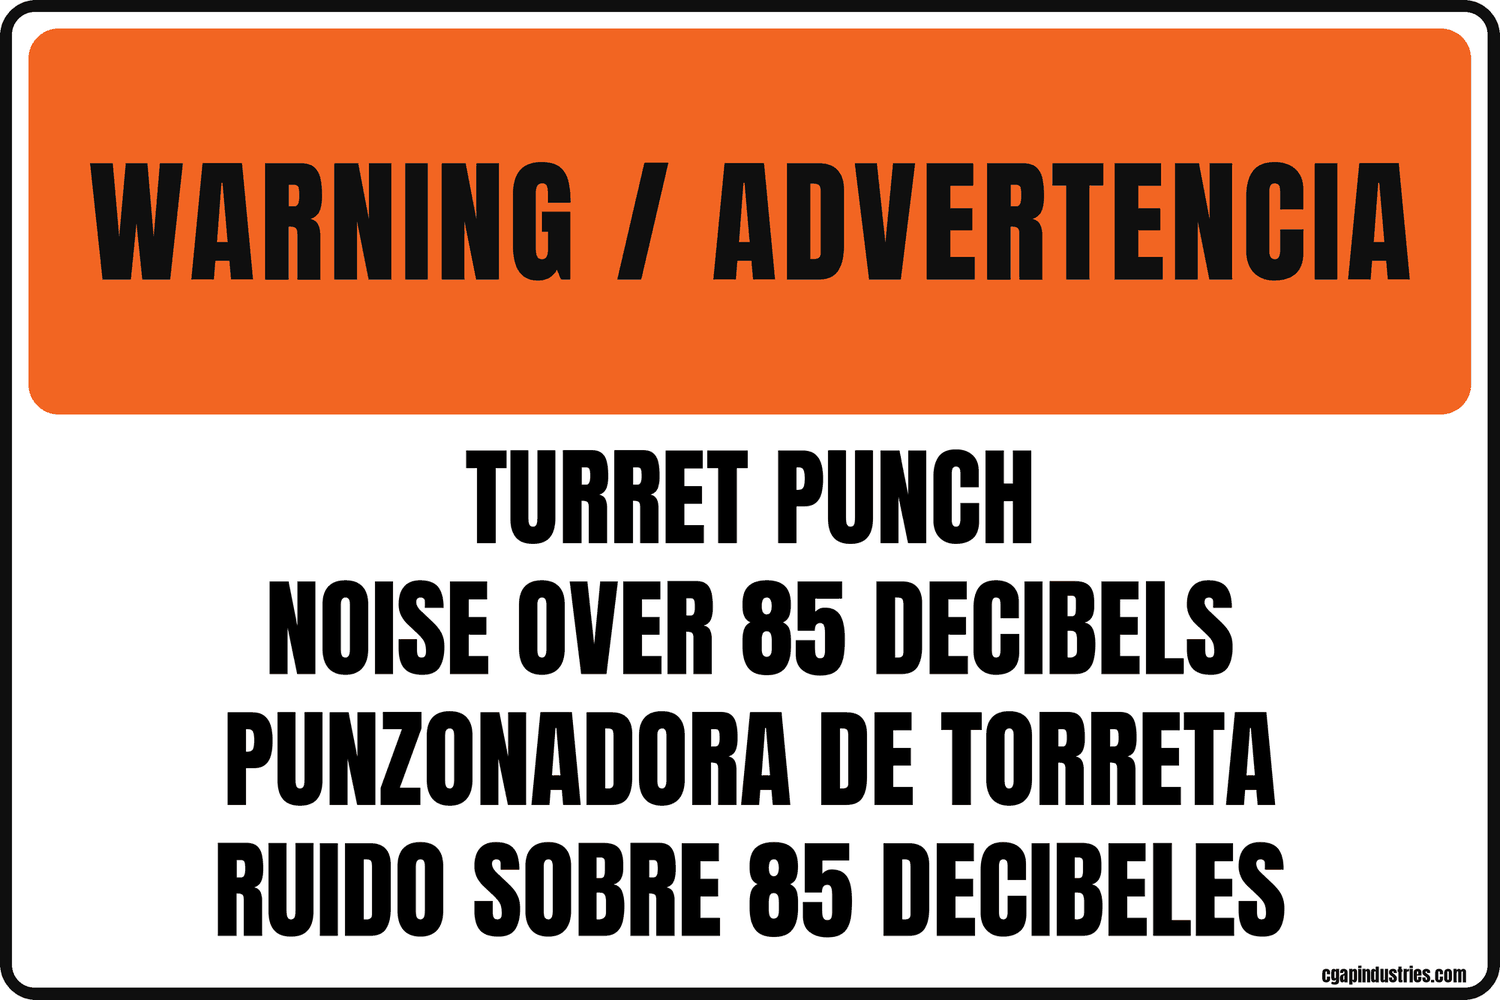 WARNING / ADVERTENCIA
TURRET PUNCH
NOISE OVER 85 DECIBELS
PUNZONADORA DE TORRETA
RUIDO SOBRE 85 DECIBELES
cgapindustries.com